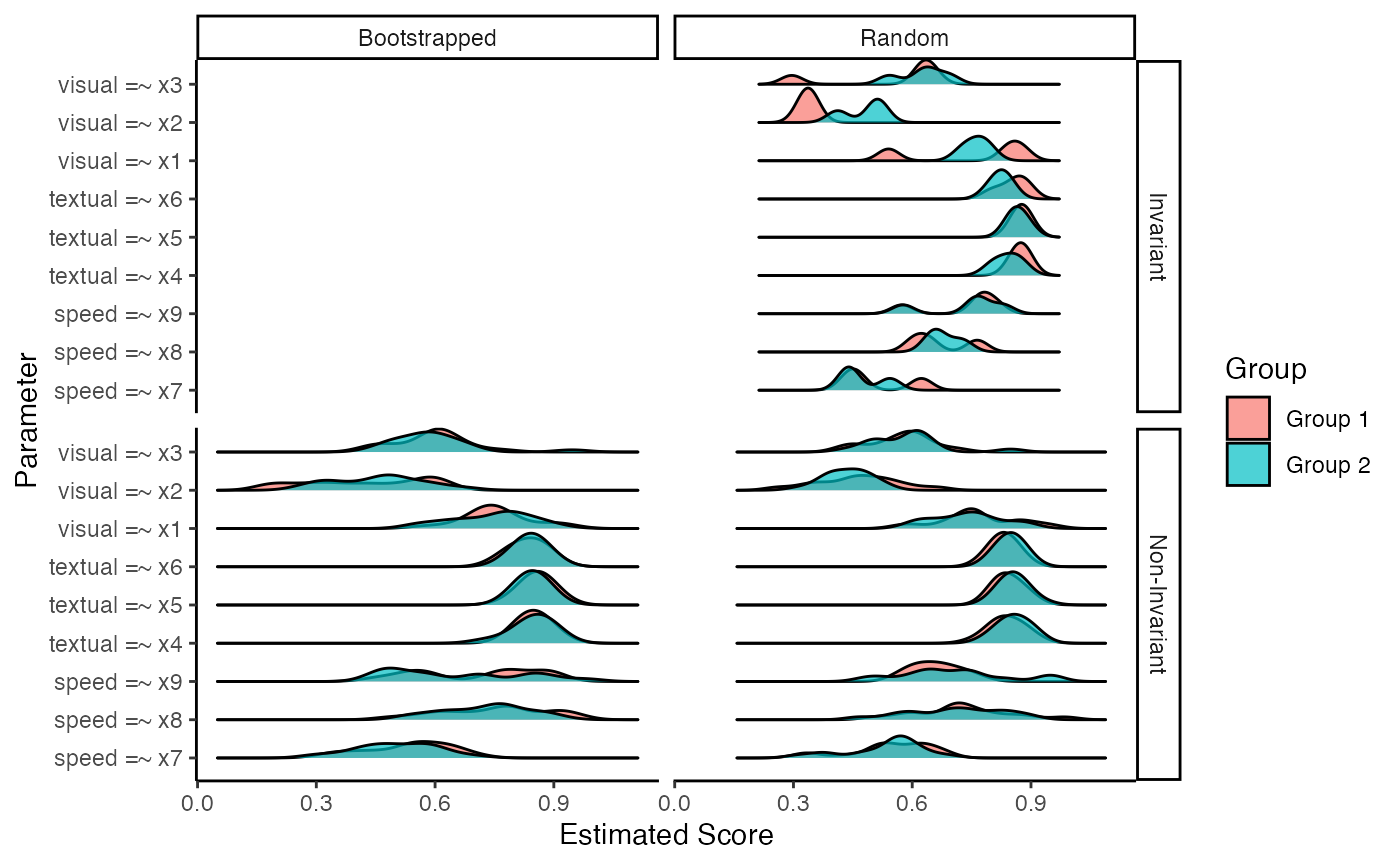 Bootstrapped
Random
visual =~ x3
visual =~ x2
visual =~ x1
textual =~ x6
textual =~ x5
textual =~ x4
speed =~ x9
speed =~ x8
speed =~ x7
Invariant
visual =~ x3
visual =~ x2
visual =~ x1
textual =~ x6
textual =~ x5
textual =~ x4
speed =~ x9
speed =~ x8
speed =~ x7
Non-Invariant
Parameter
0.0 0.3 0.6 0.9
0.0 0.3 0.6 0.9
Estimated Score
Group
Group 1
Group 2